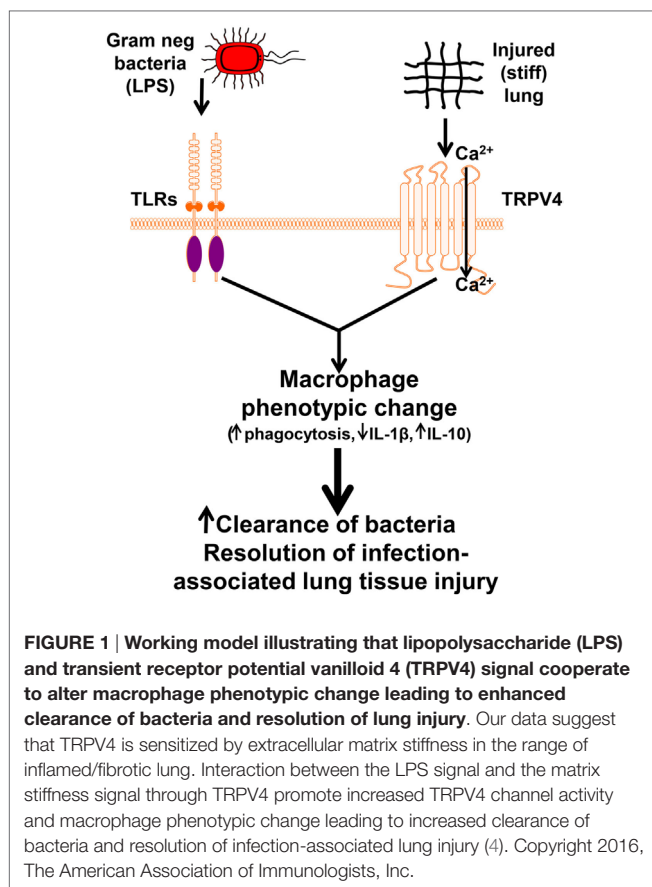 Gram neg
bacteria
(LPS)
Injured
(stiff)
lung
Ca²⁺
TLRs
TRPV4
Ca²⁺
Macrophage
phenotypic change
(↑phagocytosis,↓IL-1β,↑IL-10)
↑Clearance of bacteria
Resolution of infection-
associated lung tissue injury
FIGURE 1 | Working model illustrating that lipopolysaccharide (LPS)
and transient receptor potential vanilloid 4 (TRPV4) signal cooperate
to alter macrophage phenotypic change leading to enhanced
clearance of bacteria and resolution of lung injury. Our data suggest
that TRPV4 is sensitized by extracellular matrix stiffness in the range of
inflamed/fibrotic lung. Interaction between the LPS signal and the matrix
stiffness signal through TRPV4 promote increased TRPV4 channel activity
and macrophage phenotypic change leading to increased clearance of
bacteria and resolution of infection-associated lung injury (4). Copyright 2016,
The American Association of Immunologists, Inc.